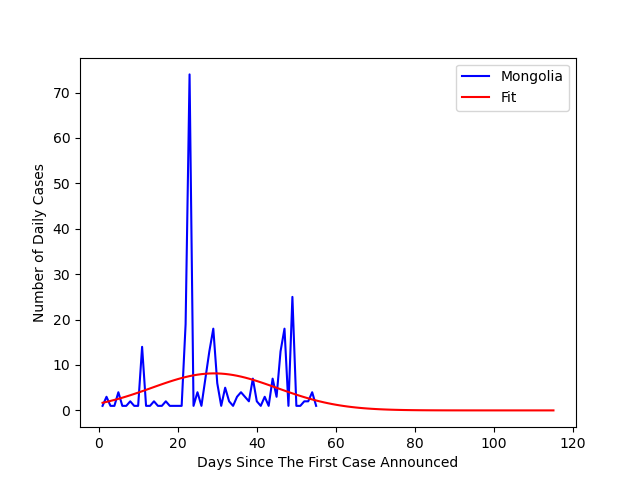 Mongolia
Fit
70
60
50
40
30
20
10
0
Number of Daily Cases
0 20 40 60 80 100 120
Days Since The First Case Announced